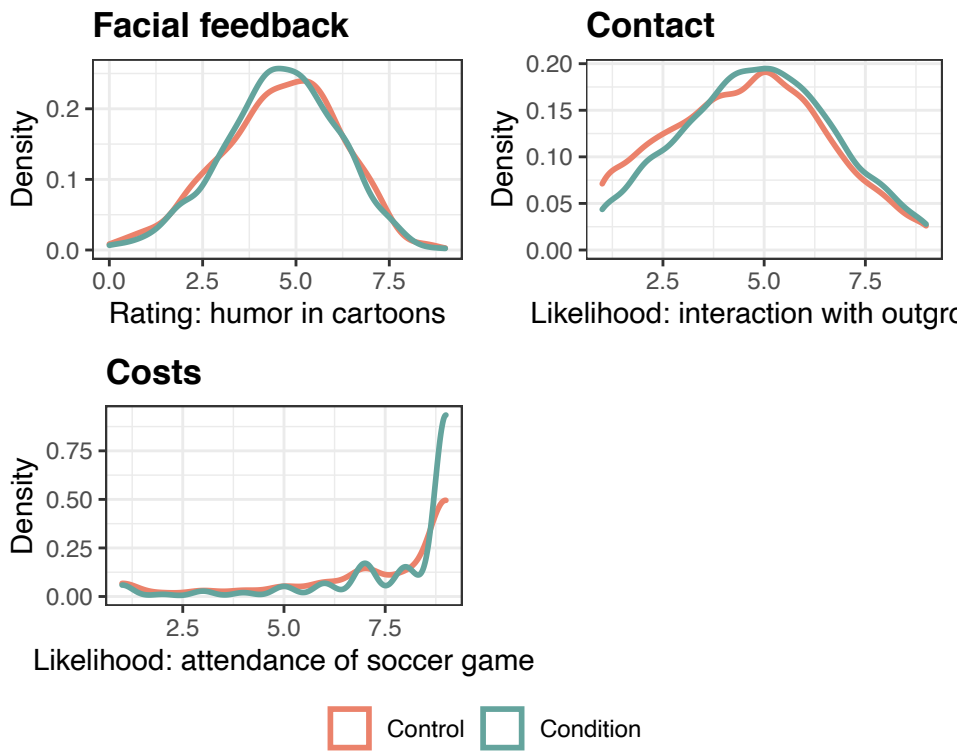 Facial feedback
Density
0.2
0.1
0.0
0.0 2.5 5.0 7.5
Rating: humor in cartoons
Contact
Density
0.20
0.15
0.10
0.05
0.00
2.5 5.0 7.5
Likelihood: interaction with outgro
Costs
Density
0.75
0.50
0.25
0.00
2.5 5.0 7.5
Likelihood: attendance of soccer game
Control Condition